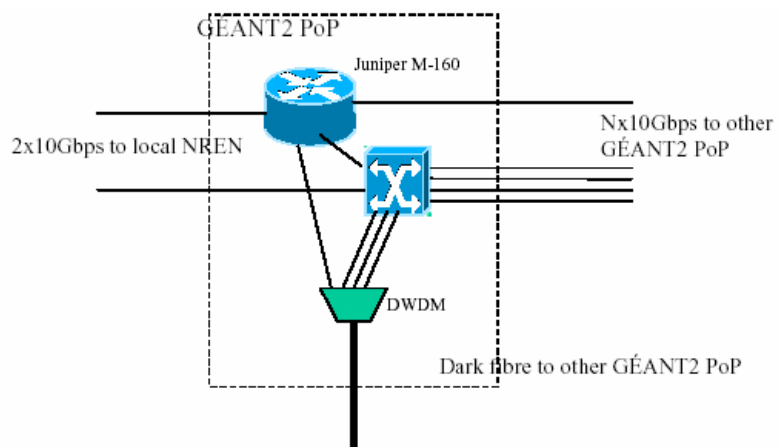 GÉANT2 PoP
Juniper M-160
2x10Gbps to local NREN
Nx10Gbps to other
GÉANT2 PoP
DWDM
Dark fibre to other GÉANT2 PoP